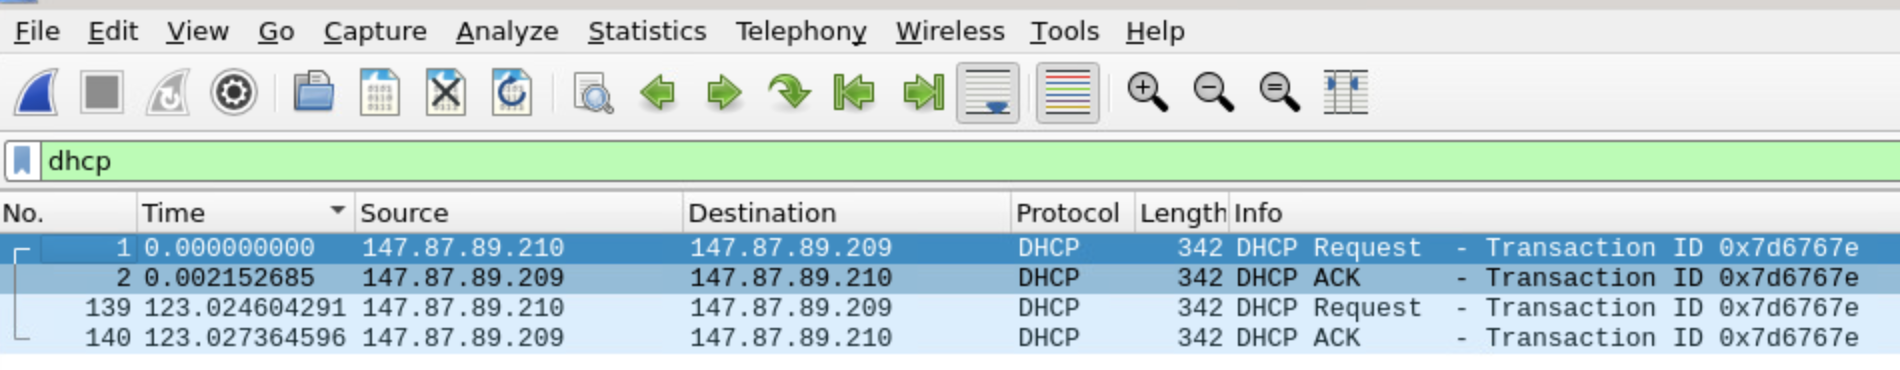 File Edit View Go Capture Analyze Statistics Telephony Wireless Tools Help
dhcp
No. Time Source Destination Protocol Length Info
1 0.000000000 147.87.89.210 147.87.89.209 DHCP 342 DHCP Request - Transaction ID 0x7d6767e
2 0.002152685 147.87.89.209 147.87.89.210 DHCP 342 DHCP ACK - Transaction ID 0x7d6767e
139 123.024604291 147.87.89.210 147.87.89.209 DHCP 342 DHCP Request - Transaction ID 0x7d6767e
140 123.027364596 147.87.89.209 147.87.89.210 DHCP 342 DHCP ACK - Transaction ID 0x7d6767e